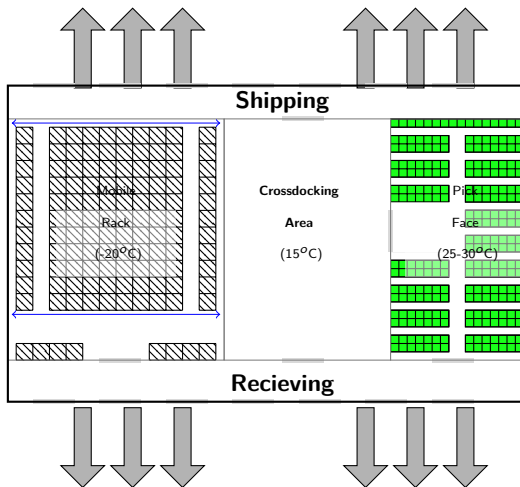 Shipping
Mobile
Rack
(-20°C)
Crossdocking
Area
(15°C)
Pick
Face
(25-30°C)
Recieving